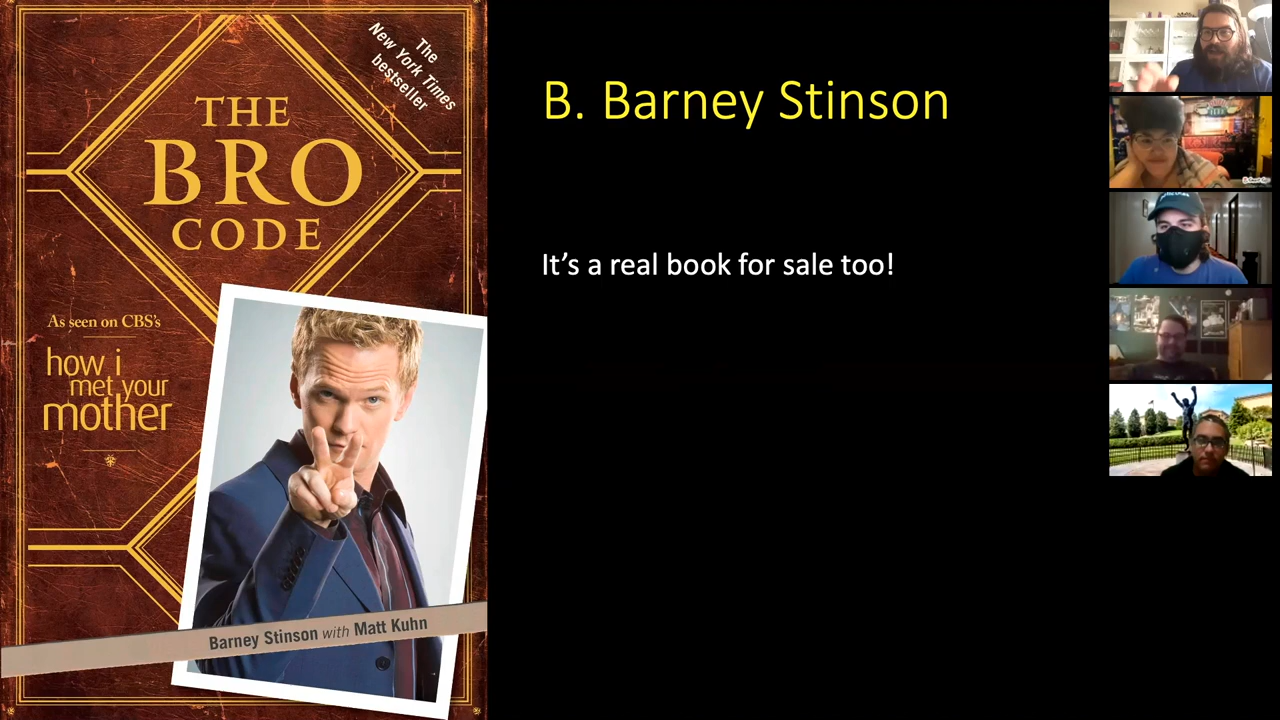 The
New York Times
bestseller
THE
BRO
CODE
As seen on CBS's
how i
met your
mother
Barney Stinson with Matt Kuhn
B. Barney Stinson
It’s a real book for sale too!